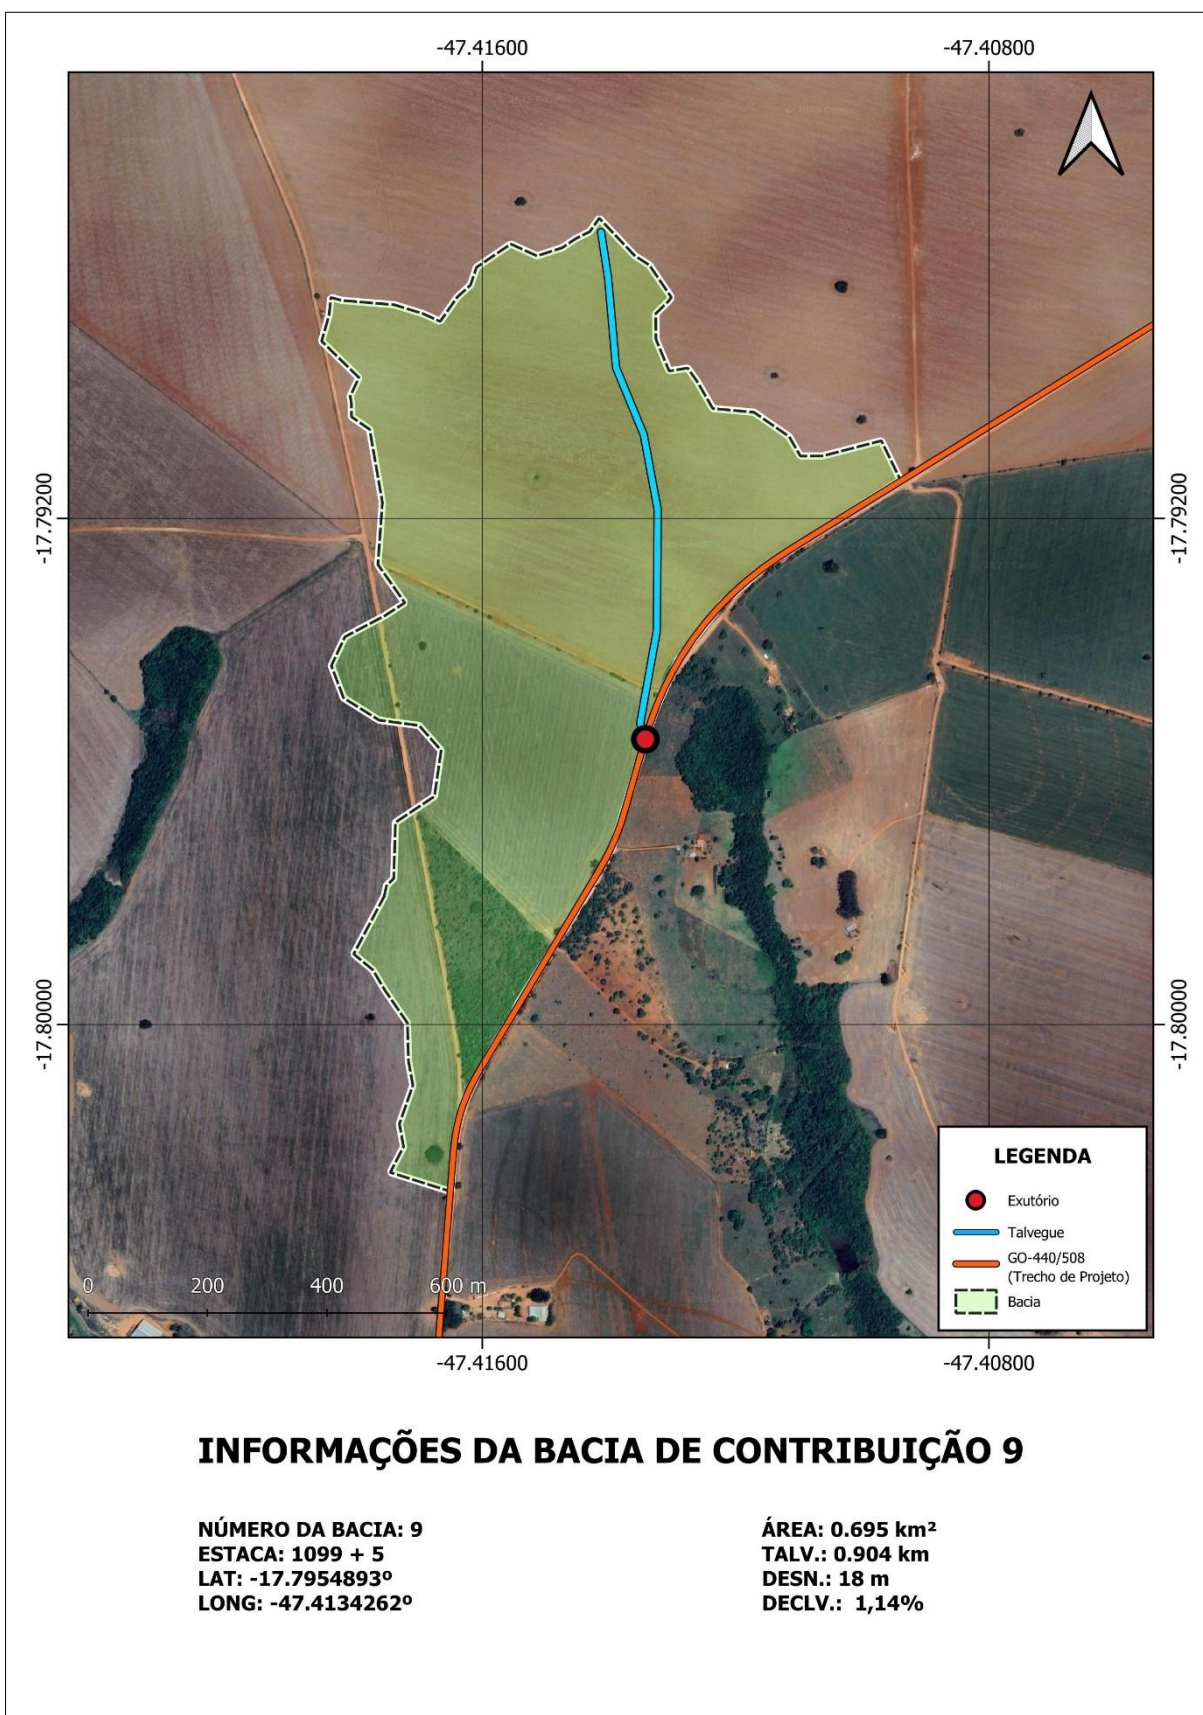 -47.41600
-47.40800
-17.79200
-17.79200
-17.80000
-17.80000
0 200 400 600 m
LEGENDA
Exutório
Talvegue
GO-440/508
(Trecho de Projeto)
Bacia
-47.41600
-47.40800
INFORMAÇÕES DA BACIA DE CONTRIBUIÇÃO 9
NÚMERO DA BACIA: 9
ESTACA: 1099 + 5
LAT: -17.7954893º
LONG: -47.4134262º
ÁREA: 0.695 km²
TALV.: 0.904 km
DESN.: 18 m
DECLV.: 1,14%